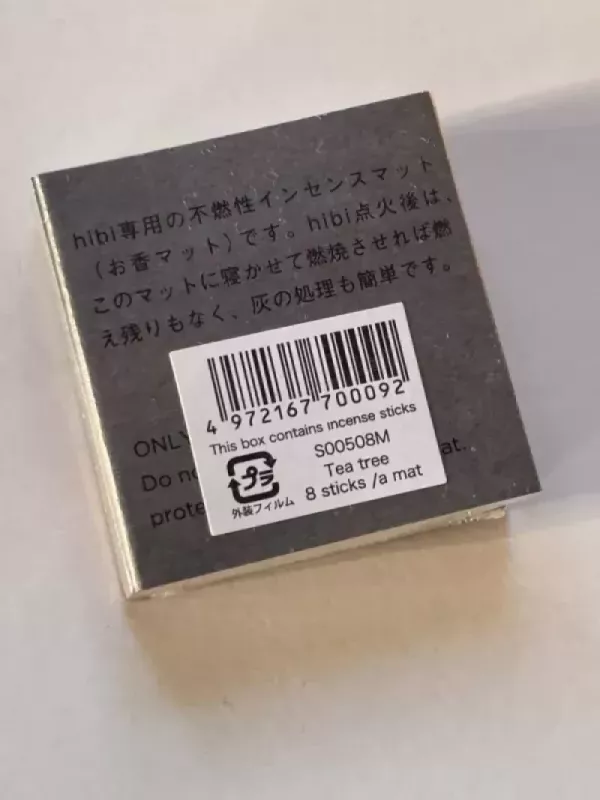 hibi専用の不燃性インセンスマット
(お香マット)です。hibi点火後は、
このマットに寝かせて燃焼させれば燃
え残りもなく、灰の処理も簡単です。
4 972167 700092
This box contains incense sticks
S00508M
Tea tree
8 sticks /a mat
プラ
外装フィルム
ONLY
Do
at.